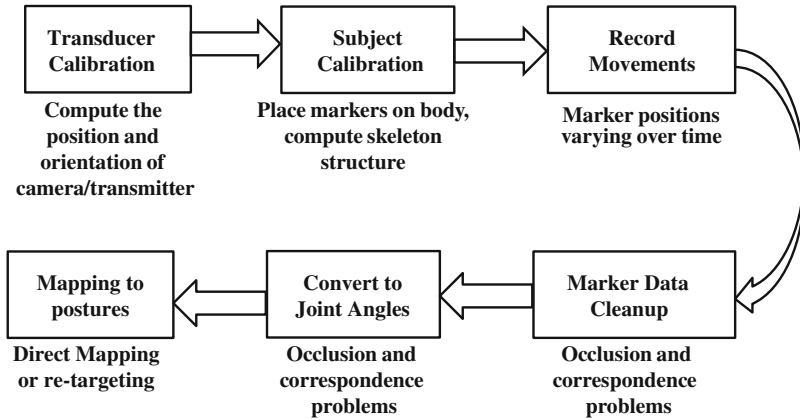 Transducer
Calibration
Subject
Calibration
Record
Movements
Compute the
position and
orientation of
camera/transmitter
Place markers on body,
compute skeleton
structure
Marker positions
varying over time
Mapping to
postures
Convert to
Joint Angles
Marker Data
Cleanup
Direct Mapping
or re-targeting
Occlusion and
correspondence
problems
Occlusion and
correspondence
problems